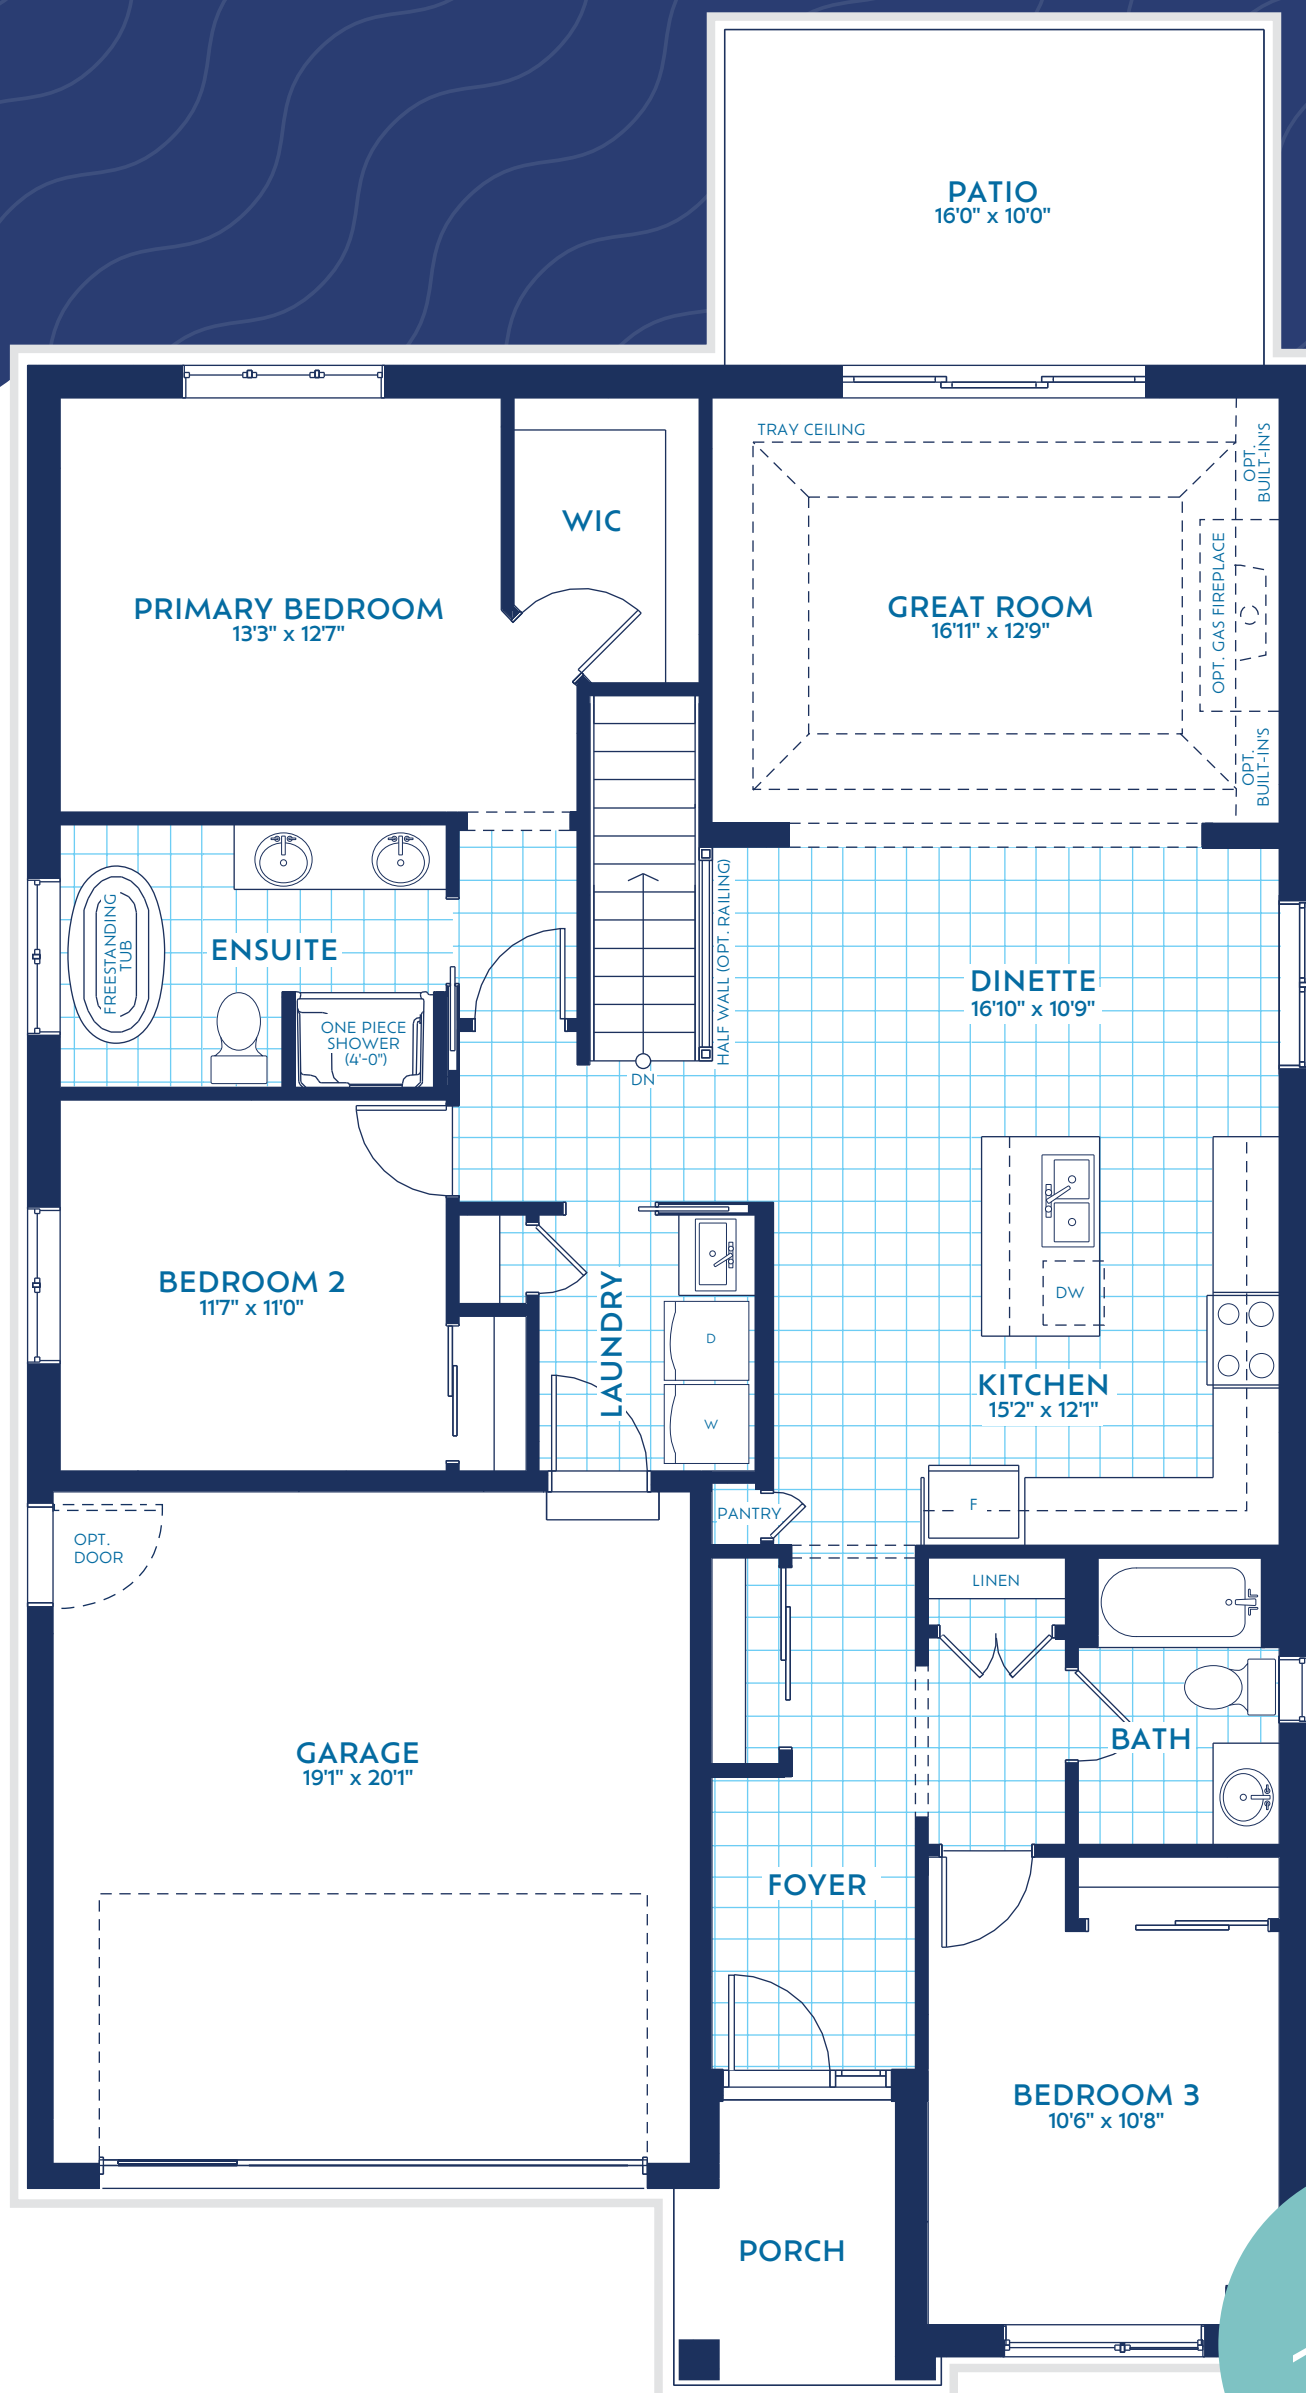 PATIO
16'0" x 10'0"
TRAY CEILING
OPT.
BUILT-IN'S
WIC
PRIMARY BEDROOM
13'3" x 12'7"
GREAT ROOM
16'11" x 12'9"
OPT. GAS FIREPLACE
OPT.
BUILT-IN'S
FREESTANDING
TUB
ENSUITE
ONE PIECE
SHOWER
(4'-0")
HALF WALL (OPT. RAILING)
DN
DINETTE
16'10" x 10'9"
BEDROOM 2
11'7" x 11'0"
LAUNDRY
D
W
DW
KITCHEN
15'2" x 12'1"
PANTRY
F
OPT.
DOOR
LINEN
GARAGE
19'1" x 20'1"
BATH
FOYER
BEDROOM 3
10'6" x 10'8"
PORCH